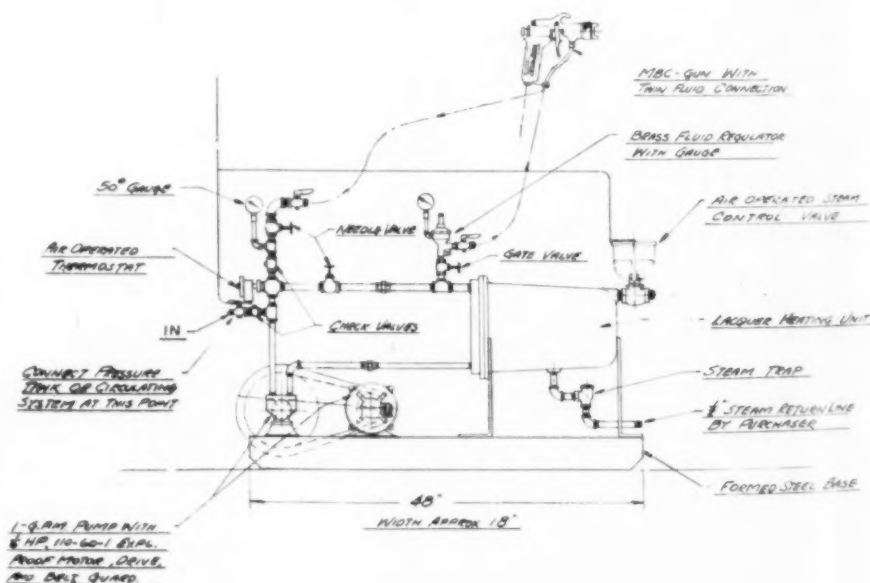 MBC-GUN WITH
TWIN FLUID CONNECTION
BRASS FLUID REGULATOR
WITH GAUGE
50# GAUGE
AIR OPERATED STEAM
CONTROL VALVE
NEEDLE VALVE
AIR OPERATED
THERMOSTAT
GATE VALVE
IN
CHECK VALVES
LACQUER HEATING UNIT
CONNECT PRESSURE
TANK OR CIRCULATING
SYSTEM AT THIS POINT
STEAM TRAP
STEAM RETURN LINE
BY PURCHASER
FORMED STEEL BASE
48"
WIDTH APPROX 18"
PUMP WITH
HP, 110-60-1 EXPL.
PROOF MOTOR, DRIVE,
AND BELT GUARD.